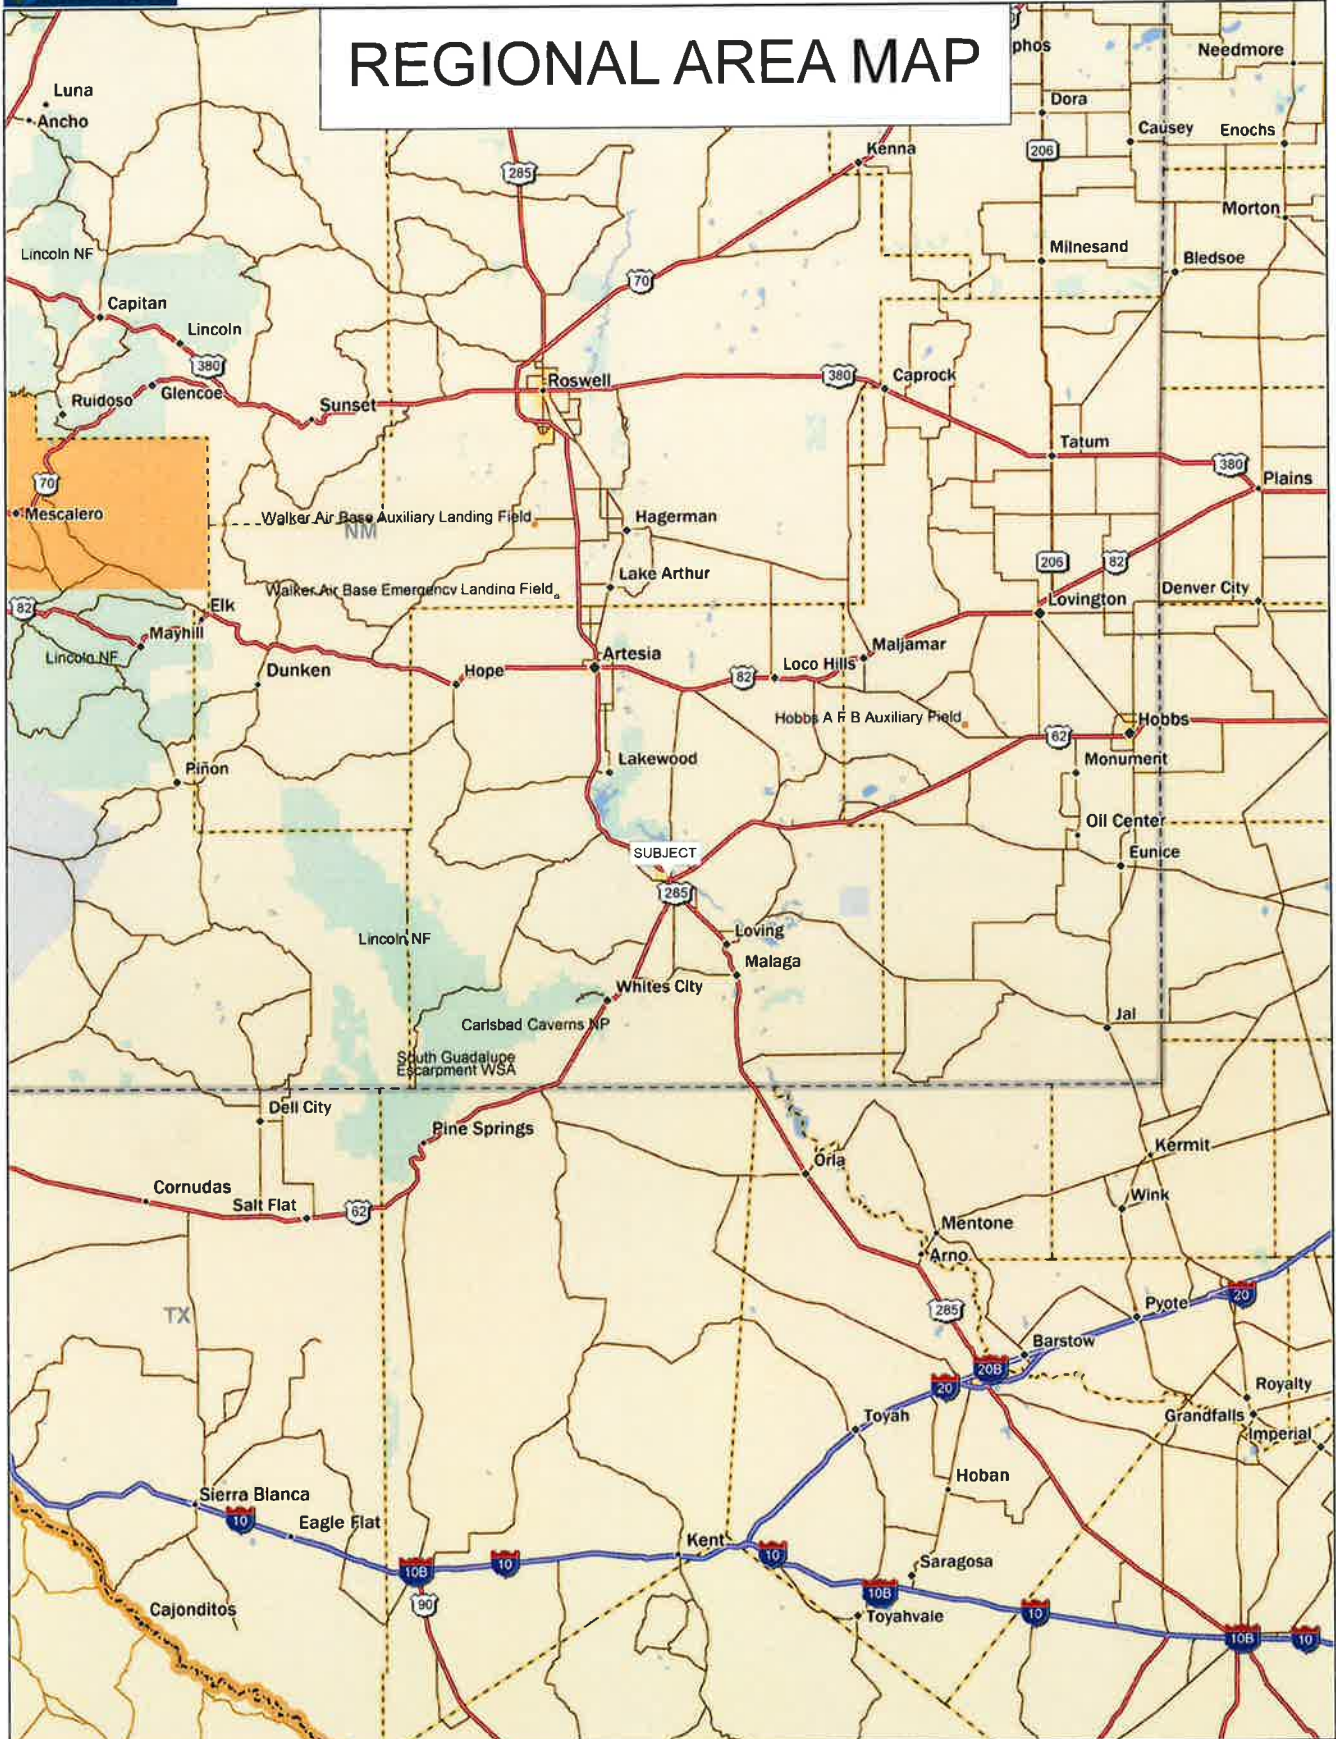 REGIONAL AREA MAP
phos
Needmore
Luna
Ancho
Dora
Causey
Enochs
206
Kenna
285
Morton
Lincoln NF
Milnesand
Bledsoe
70
Capitan
Lincoln
380
Roswell
380
Caprock
Ruidoso
Glencoe
Sunset
Tatum
380
70
Plains
Mescalero
Walker Air Base Auxiliary Landing Field
NM
Hagerman
206
82
Lake Arthur
Walker Air Base Emergency Landing Field
Denver City
82
Elk
Lovington
Mayhill
Maljamar
Lincoln NF
Artesia
Dunken
Hope
82
Loco Hills
Hobbs A F B Auxiliary Field
Hobbs
62
Lakewood
Monument
Piñon
Oil Center
SUBJECT
Eunice
285
Loving
Lincoln NF
Malaga
Whites City
Carlsbad Caverns NP
Jal
South Guadalupe
Escarpment WSA
Dell City
Pine Springs
Kermit
Orla
Cornudas
Wink
Salt Flat
62
Mentone
Arno
20
Pyote
TX
285
Barstow
20B
20
Royalty
Toyah
Grandfalls
Imperial
Hoban
Sierra Blanca
10
Eagle Flat
Kent
10
10
10B
Saragosa
10B
90
Cajonditos
10
Toyahvale
10B
10